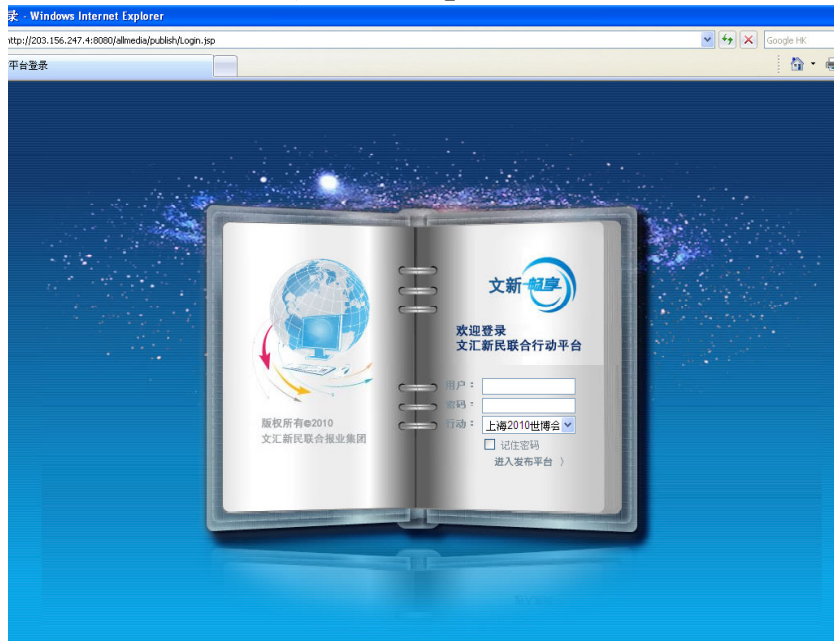 录 - Windows Internet Explorer
http://203.156.247.4:8080/allmedia/publish/Login.jsp
Google HK
平台登录
文新畅享
欢迎登录
文汇新民联合行动平台
用户：
密码：
行动：
上海2010世博会
记住密码
进入发布平台 〉
版权所有©2010
文汇新民联合报业集团